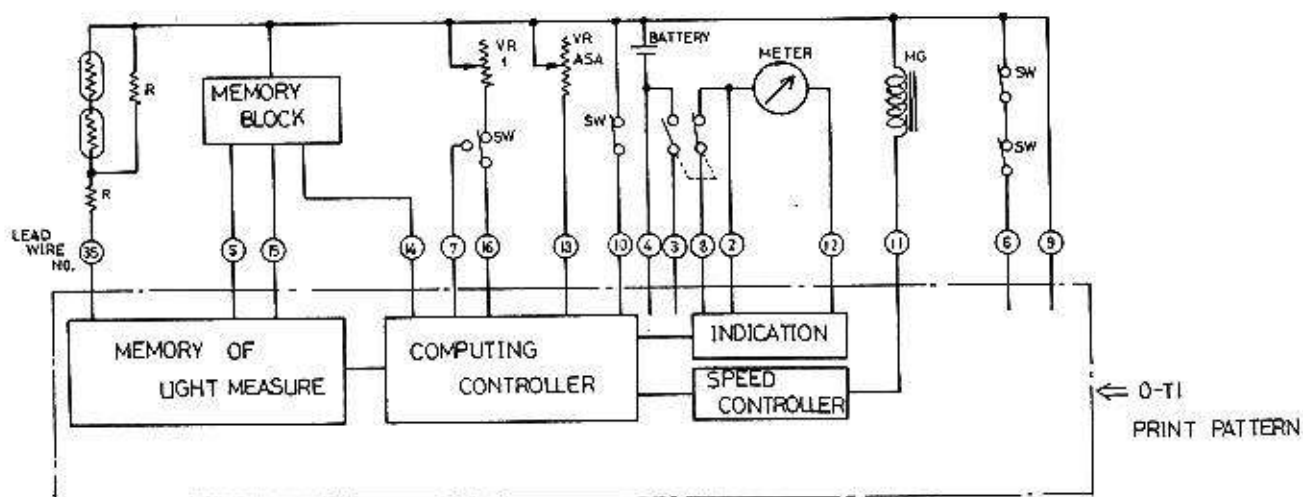 BATTERY
METER
MG
VR
1
VR
ASA
R
MEMORY
BLOCK
SW
SW
SW
SW
R
LEAD
WIRE
NO.
35
5
15
14
7
16
13
10
4
3
8
2
12
11
6
9
MEMORY OF
LIGHT MEASURE
COMPUTING
CONTROLLER
INDICATION
SPEED
CONTROLLER
O-TI
PRINT PATTERN